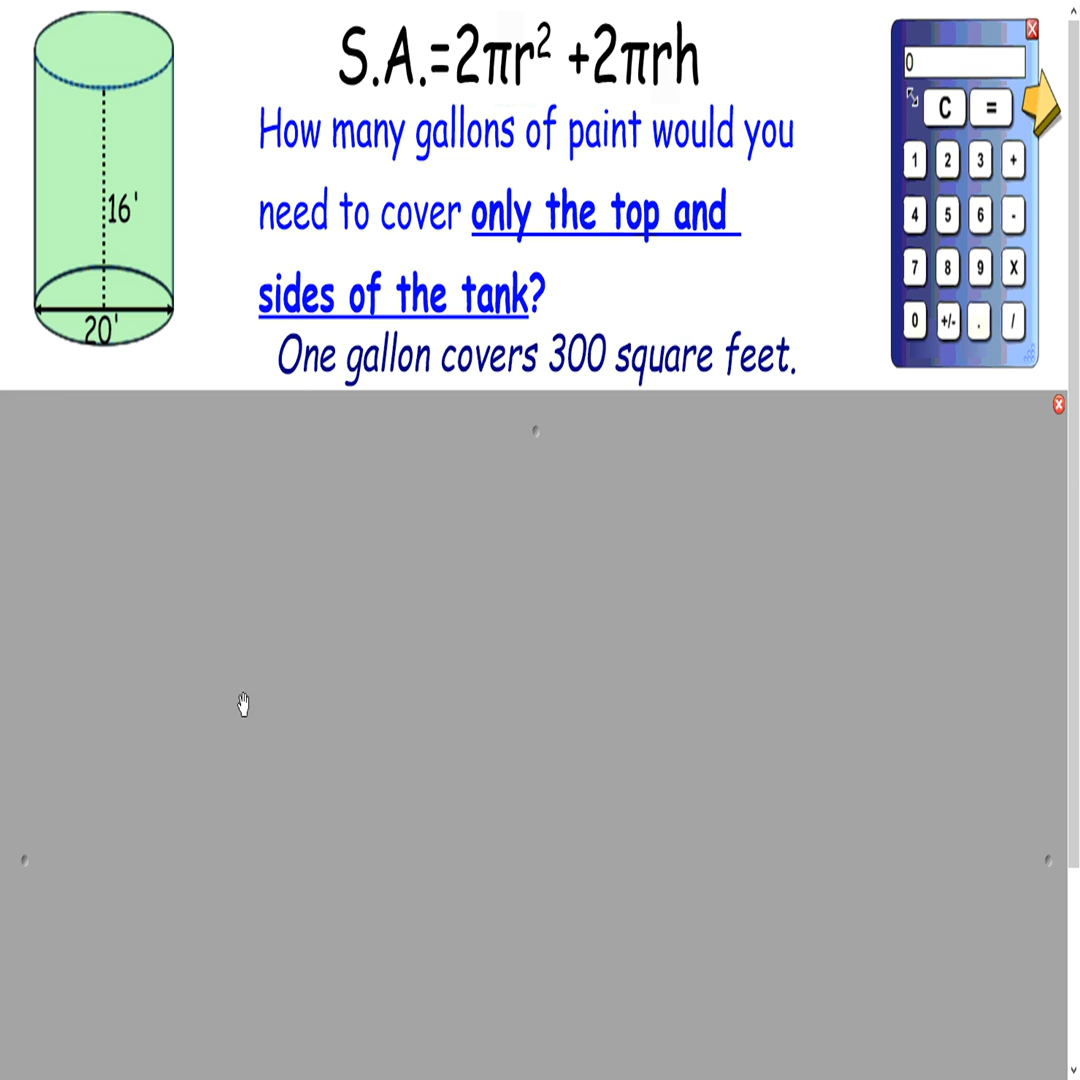 S.A.=2πr² +2πrh
How many gallons of paint would you
need to cover only the top and
sides of the tank?
One gallon covers 300 square feet.
16'
20'
0
C =
1 2 3 +
4 5 6 -
7 8 9 X
0 +/- . /